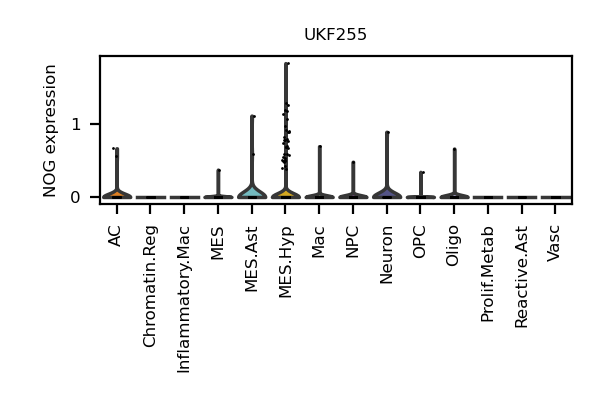 UKF255
NOG expression
1
0
AC
Chromatin.Reg
Inflammatory.Mac
MES
MES.Ast
MES.Hyp
Mac
NPC
Neuron
OPC
Oligo
Prolif.Metab
Reactive.Ast
Vasc